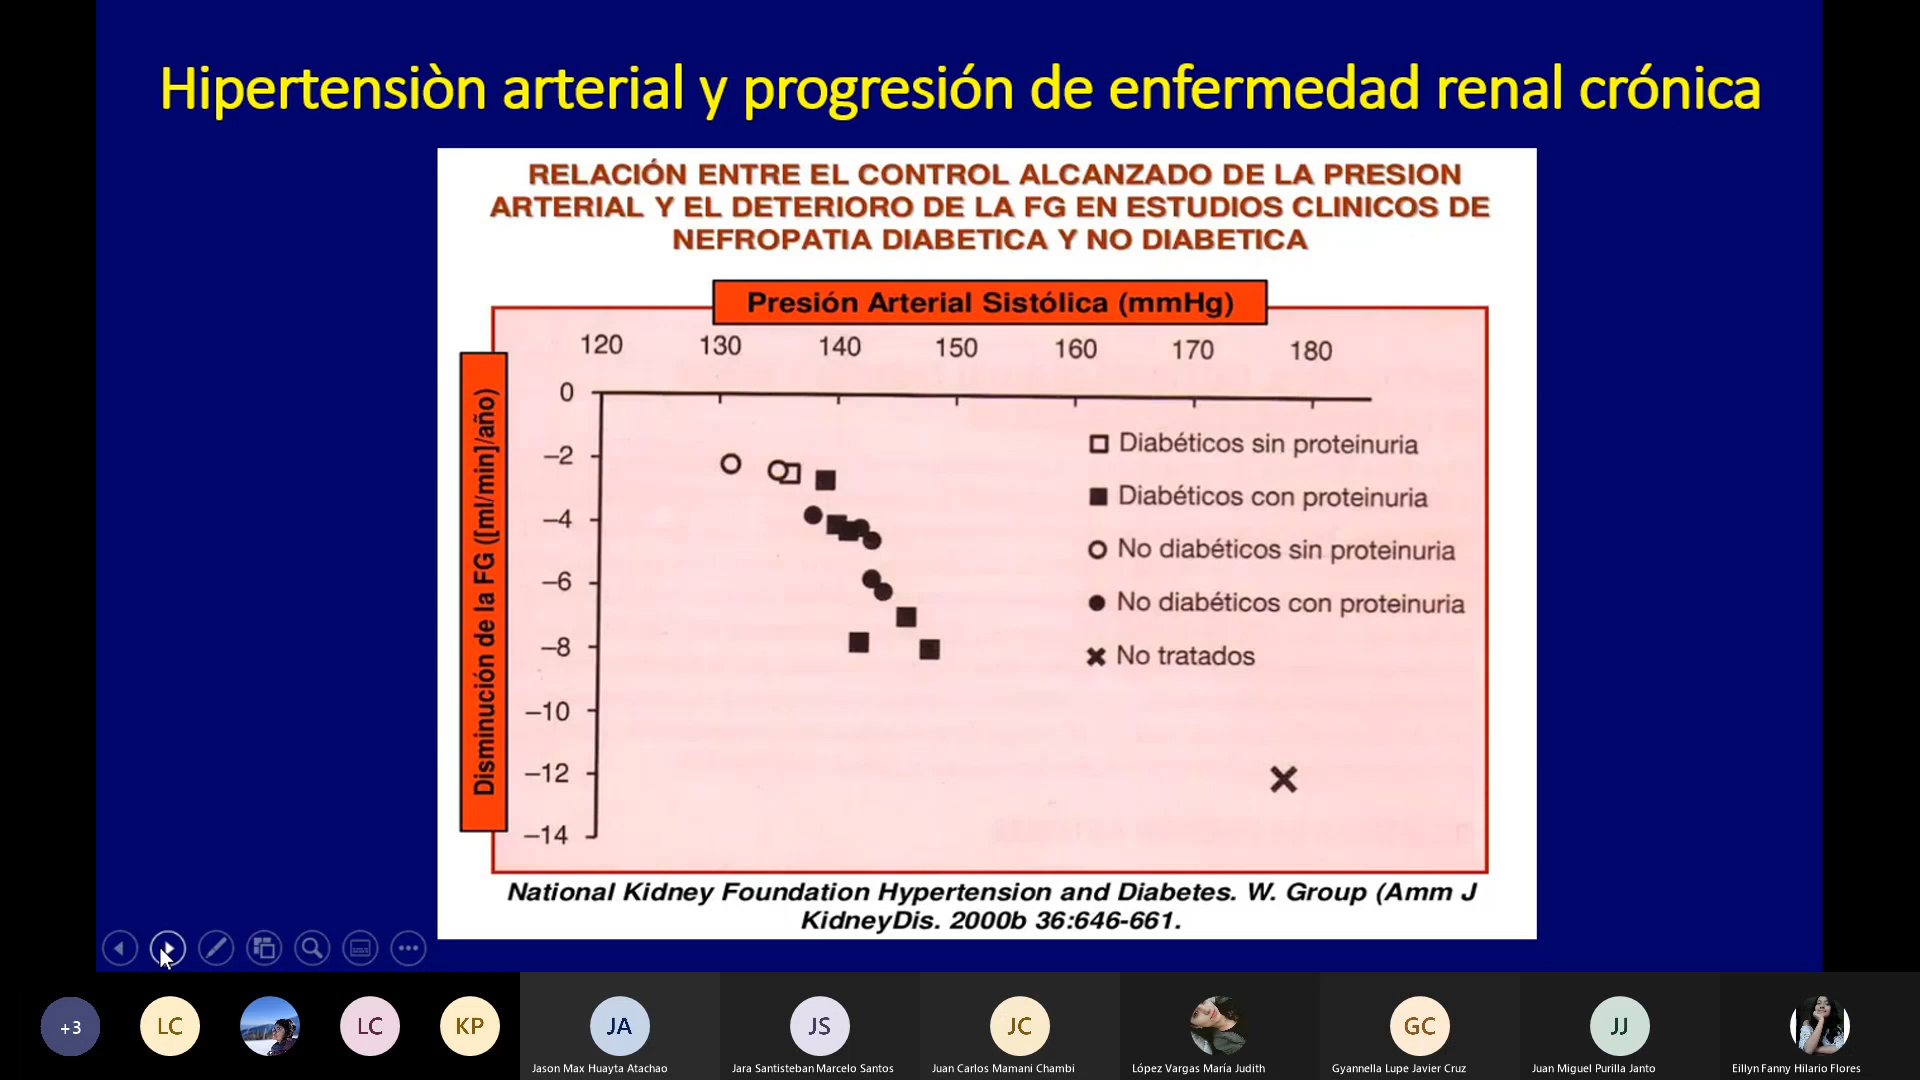 Hipertensiòn arterial y progresión de enfermedad renal crónica
RELACIÓN ENTRE EL CONTROL ALCANZADO DE LA PRESION
ARTERIAL Y EL DETERIORO DE LA FG EN ESTUDIOS CLINICOS DE
NEFROPATIA DIABETICA Y NO DIABETICA
Presión Arterial Sistólica (mmHg)
120 130 140 150 160 170 180
Disminución de la FG ([ml/min]/año)
0
–2
–4
–6
–8
–10
–12
–14
Diabéticos sin proteinuria
Diabéticos con proteinuria
No diabéticos sin proteinuria
No diabéticos con proteinuria
No tratados
National Kidney Foundation Hypertension and Diabetes. W. Group (Amm J
KidneyDis. 2000b 36:646-661.
+3 LC LC KP JA JS JC GC JJ
Jason Max Huayta Atachao
Jara Santisteban Marcelo Santos
Juan Carlos Mamani Chambi
López Vargas María Judith
Gyannella Lupe Javier Cruz
Juan Miguel Purilla Janto
Eillyn Fanny Hilario Flores